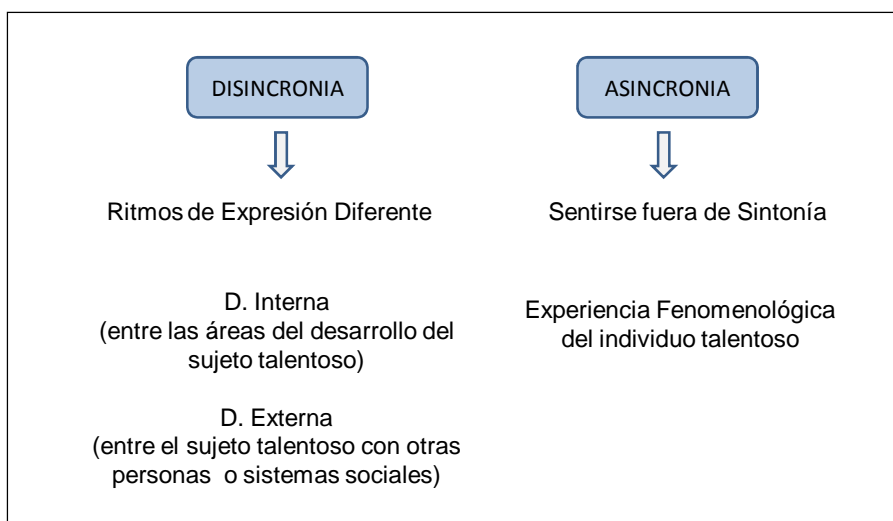 DISINCRONIA
Ritmos de Expresión Diferente
D. Interna
(entre las áreas del desarrollo del
sujeto talentoso)
D. Externa
(entre el sujeto talentoso con otras
personas o sistemas sociales)
ASINCRONIA
Sentirse fuera de Sintonía
Experiencia Fenomenológica
del individuo talentoso